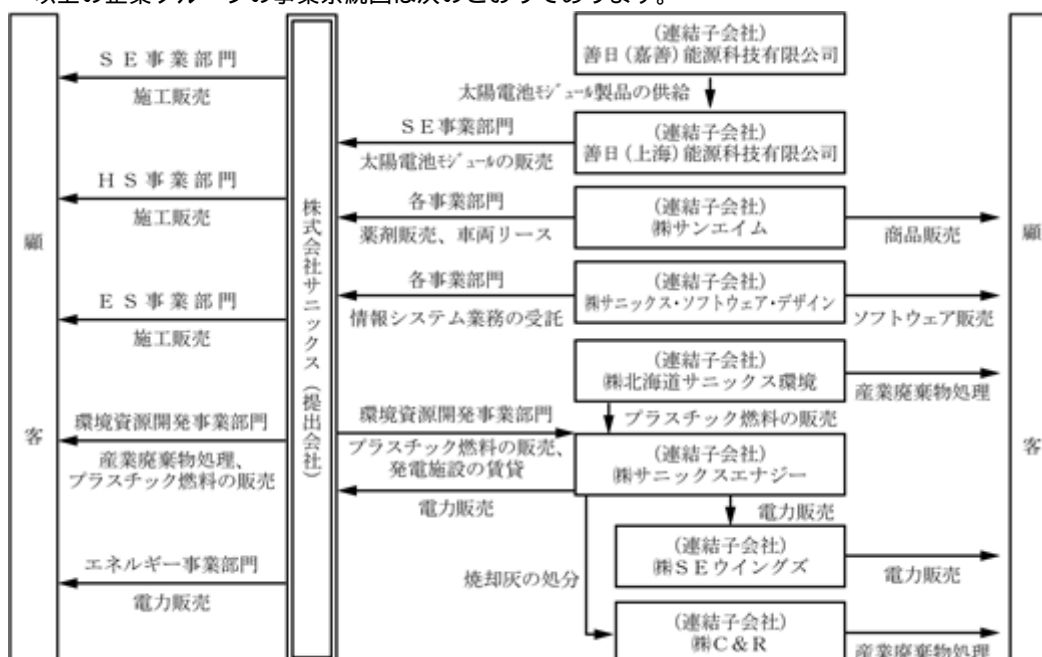 以上の企業グループの事業系統図は次のとおりであります。
顧客
ＳＥ事業部門
施工販売
ＨＳ事業部門
施工販売
ＥＳ事業部門
施工販売
環境資源開発事業部門
産業廃棄物処理、
プラスチック燃料の販売
エネルギー事業部門
電力販売
株式会社サニックス（提出会社）
（連結子会社）
善日（嘉善）能源科技有限公司
太陽電池ﾓｼﾞｭｰﾙ製品の供給
ＳＥ事業部門
太陽電池ﾓｼﾞｭｰﾙの販売
（連結子会社）
善日（上海）能源科技有限公司
各事業部門
薬剤販売、車両リース
（連結子会社）
㈱サンエイム
商品販売
各事業部門
情報システム業務の受託
（連結子会社）
㈱サニックス・ソフトウェア・デザイン
ソフトウェア販売
（連結子会社）
㈱北海道サニックス環境
産業廃棄物処理
プラスチック燃料の販売
環境資源開発事業部門
プラスチック燃料の販売、
発電施設の賃貸
電力販売
（連結子会社）
㈱サニックスエナジー
電力販売
（連結子会社）
㈱ＳＥウイングズ
電力販売
焼却灰の処分
（連結子会社）
㈱Ｃ＆Ｒ
産業廃棄物処理
顧客